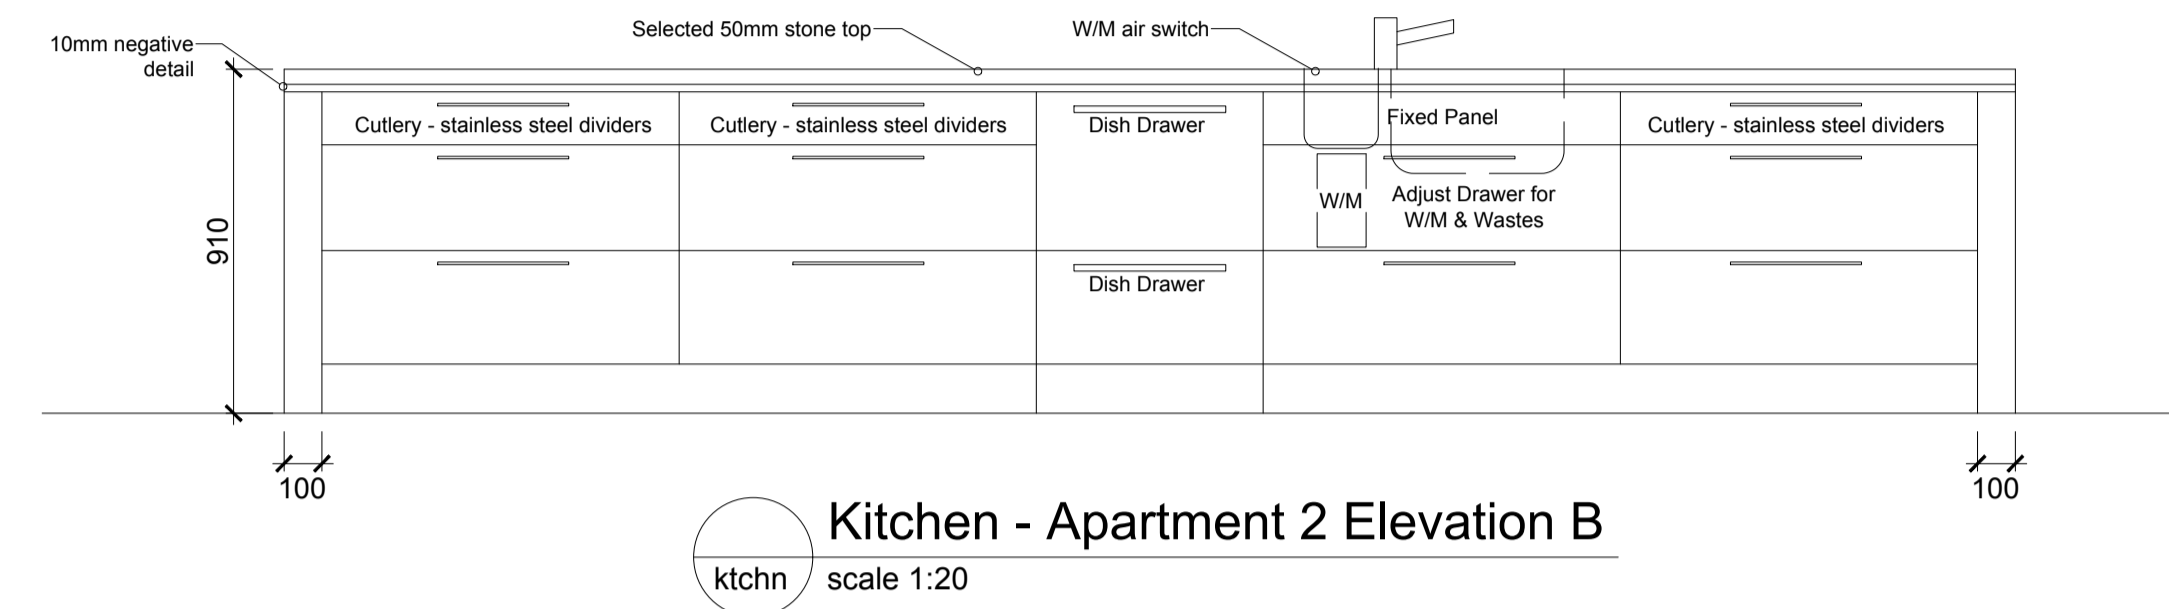 Selected 50mm stone top
W/M air switch
10mm negative
detail
Cutlery - stainless steel dividers
Cutlery - stainless steel dividers
Dish Drawer
Fixed Panel
Cutlery - stainless steel dividers
W/M
Adjust Drawer for
W/M & Wastes
910
Dish Drawer
100
100
Kitchen - Apartment 2 Elevation B
ktchn
scale 1:20